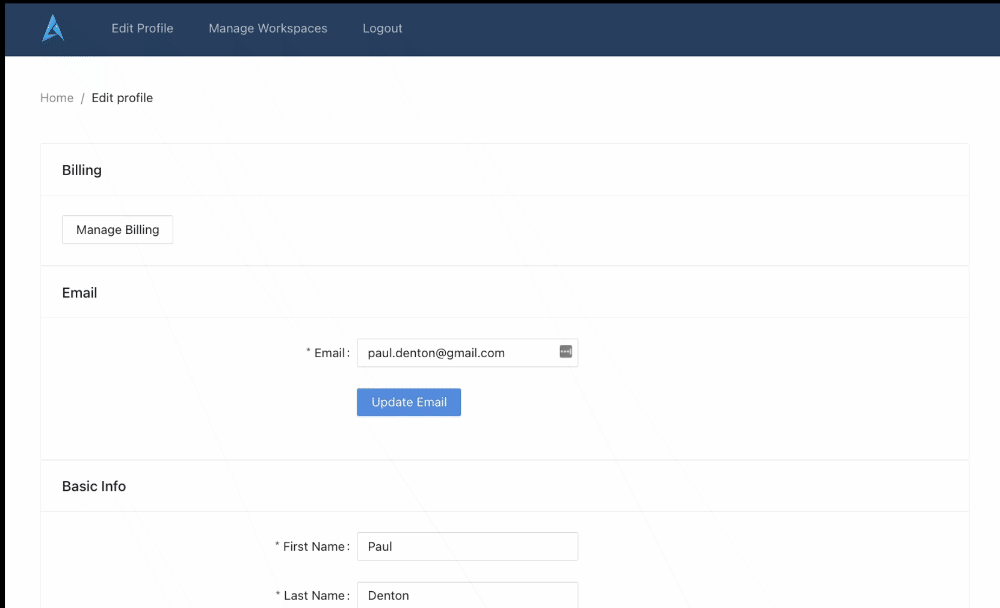 Edit Profile Manage Workspaces Logout
Home / Edit profile
Billing
Manage Billing
Email
* Email: paul.denton@gmail.com
Update Email
Basic Info
* First Name: Paul
* Last Name: Denton